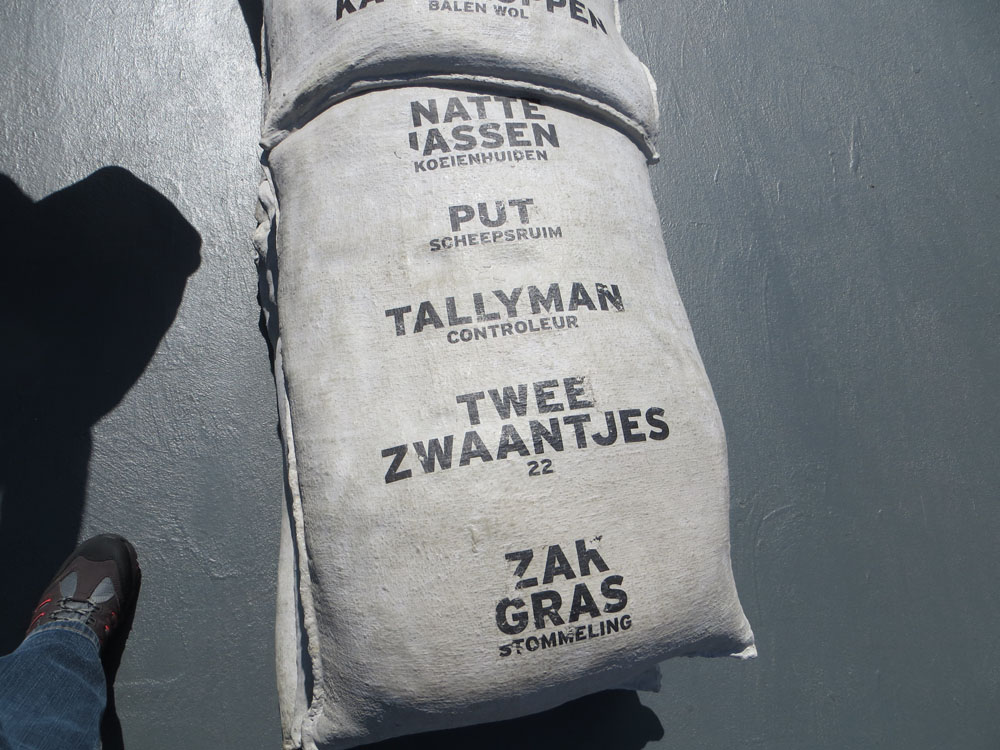 BALEN WOL
NATTE
JASSEN
KOEIENHUIDEN
PUT
SCHEEPSRUIM
TALLYMAN
CONTROLEUR
TWEE
ZWAANTJES
22
ZAK
GRAS
STOMMELING